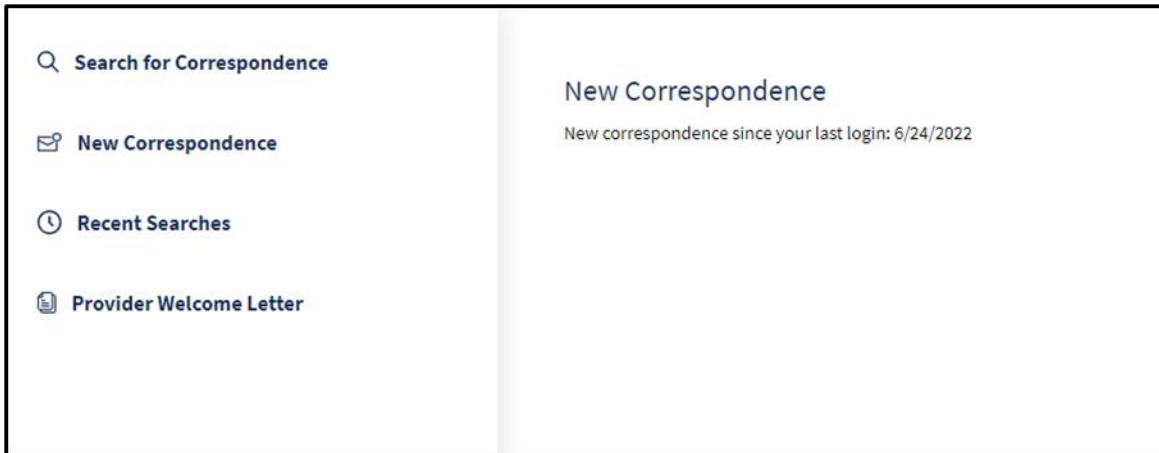 Search for Correspondence
New Correspondence
Recent Searches
Provider Welcome Letter
New Correspondence
New correspondence since your last login: 6/24/2022